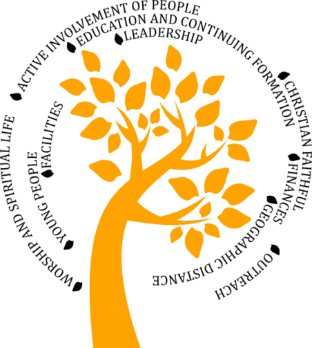 WORSHIP AND SPIRITUAL LIFE
ACTIVE INVOLVEMENT OF PEOPLE
CHRISTIAN FAITHFUL
OUTREACH
YOUNG PEOPLE
FACILITIES
EDUCATION AND CONTINUING FORMATION
LEADERSHIP
FINANCES
GEOGRAPHIC DISTANCE